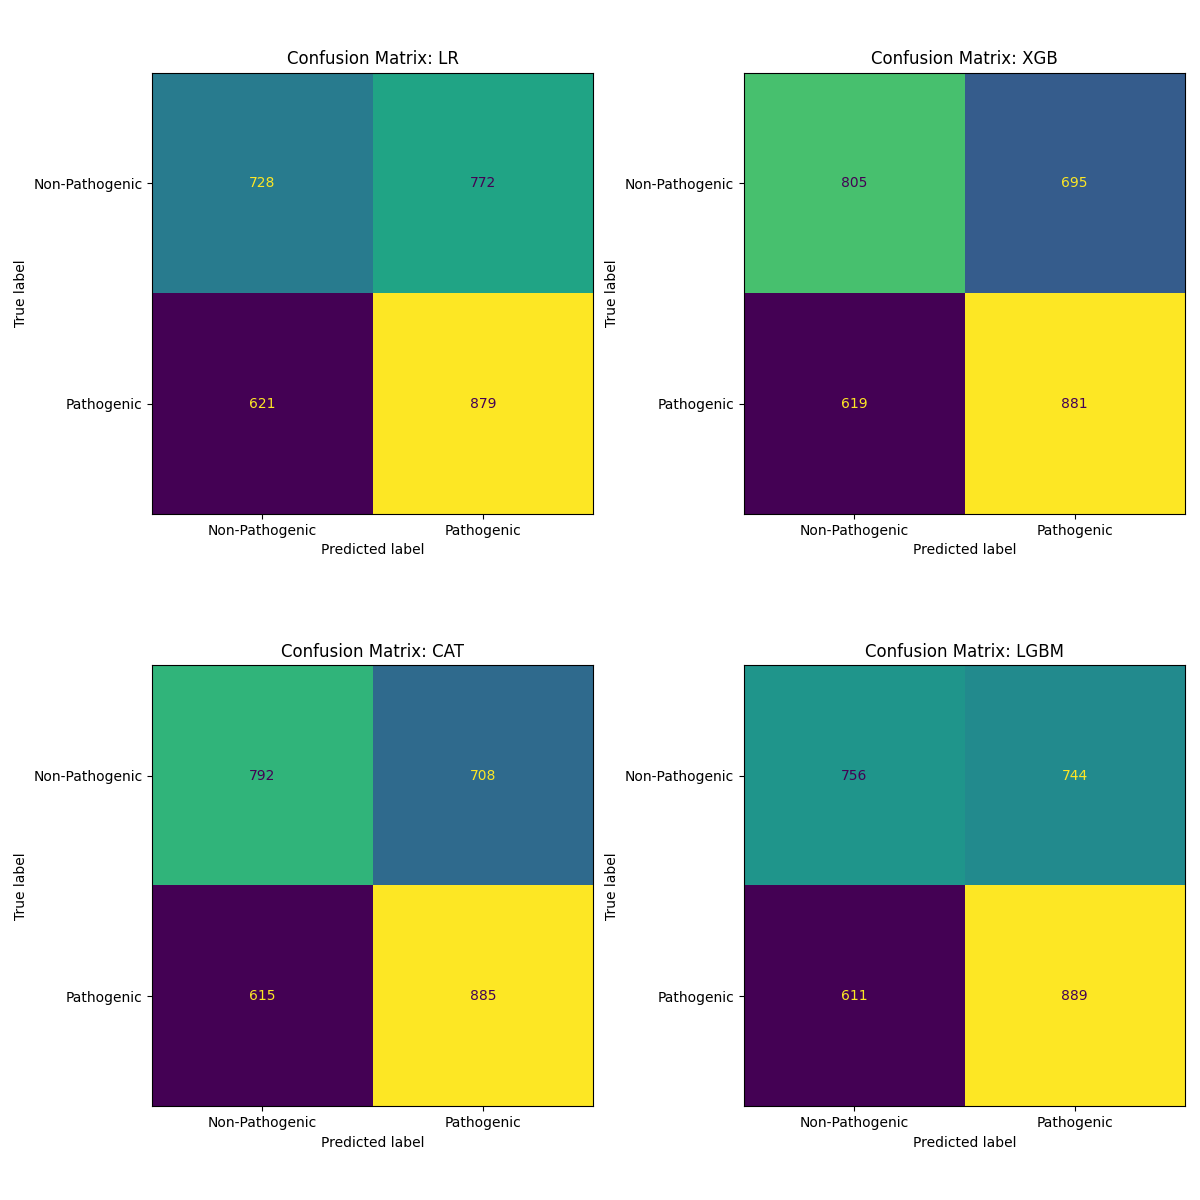 Confusion Matrix: LR
Non-Pathogenic
728
772
Pathogenic
621
879
True label
Non-Pathogenic
Pathogenic
Predicted label
Confusion Matrix: XGB
Non-Pathogenic
805
695
Pathogenic
619
881
True label
Non-Pathogenic
Pathogenic
Predicted label
Confusion Matrix: CAT
Non-Pathogenic
792
708
Pathogenic
615
885
True label
Non-Pathogenic
Pathogenic
Predicted label
Confusion Matrix: LGBM
Non-Pathogenic
756
744
Pathogenic
611
889
True label
Non-Pathogenic
Pathogenic
Predicted label